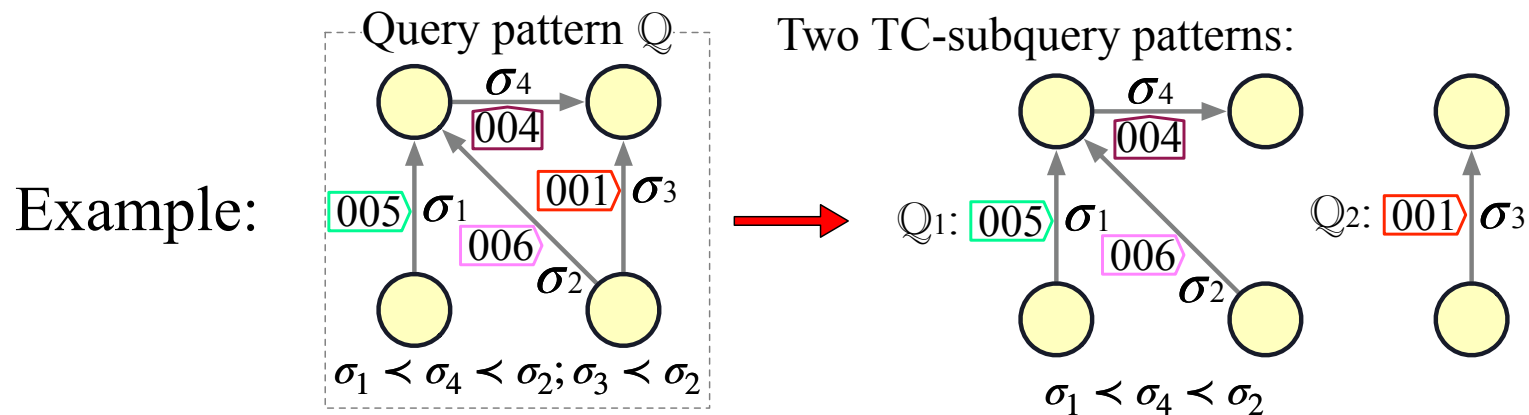 Query pattern ℚ
Two TC-subquery patterns:
Example:
σ4
004
005
σ1
001
σ3
006
σ2
σ1 ≺ σ4 ≺ σ2; σ3 ≺ σ2
σ4
004
ℚ1:
005
σ1
006
σ2
σ1 ≺ σ4 ≺ σ2
ℚ2:
001
σ3